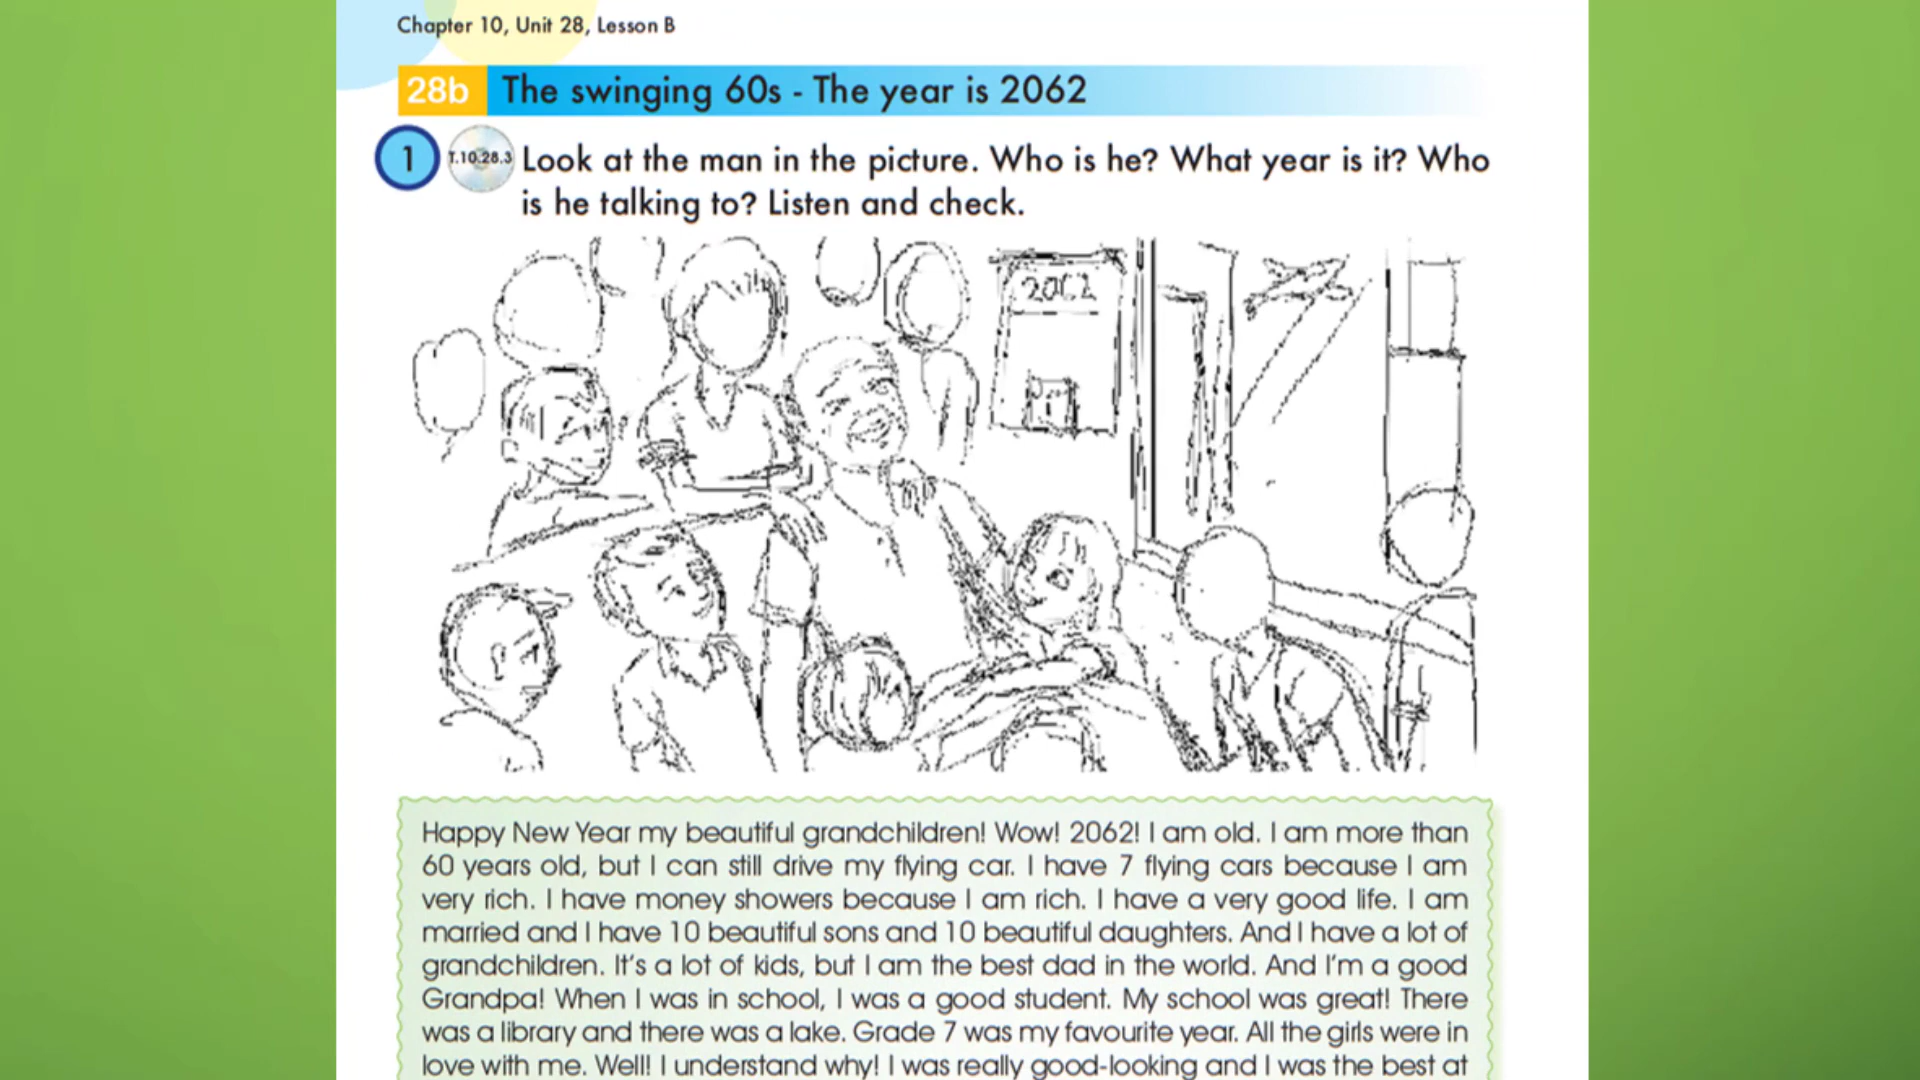 Chapter 10, Unit 28, Lesson B
28b The swinging 60s - The year is 2062
1 T.10.28.3 Look at the man in the picture. Who is he? What year is it? Who
is he talking to? Listen and check.
2062
Happy New Year my beautiful grandchildren! Wow! 2062! I am old. I am more than
60 years old, but I can still drive my flying car. I have 7 flying cars because I am
very rich. I have money showers because I am rich. I have a very good life. I am
married and I have 10 beautiful sons and 10 beautiful daughters. And I have a lot of
grandchildren. It's a lot of kids, but I am the best dad in the world. And I'm a good
Grandpa! When I was in school, I was a good student. My school was great! There
was a library and there was a lake. Grade 7 was my favourite year. All the girls were in
love with me. Well! I understand why! I was really good-looking and I was the best at